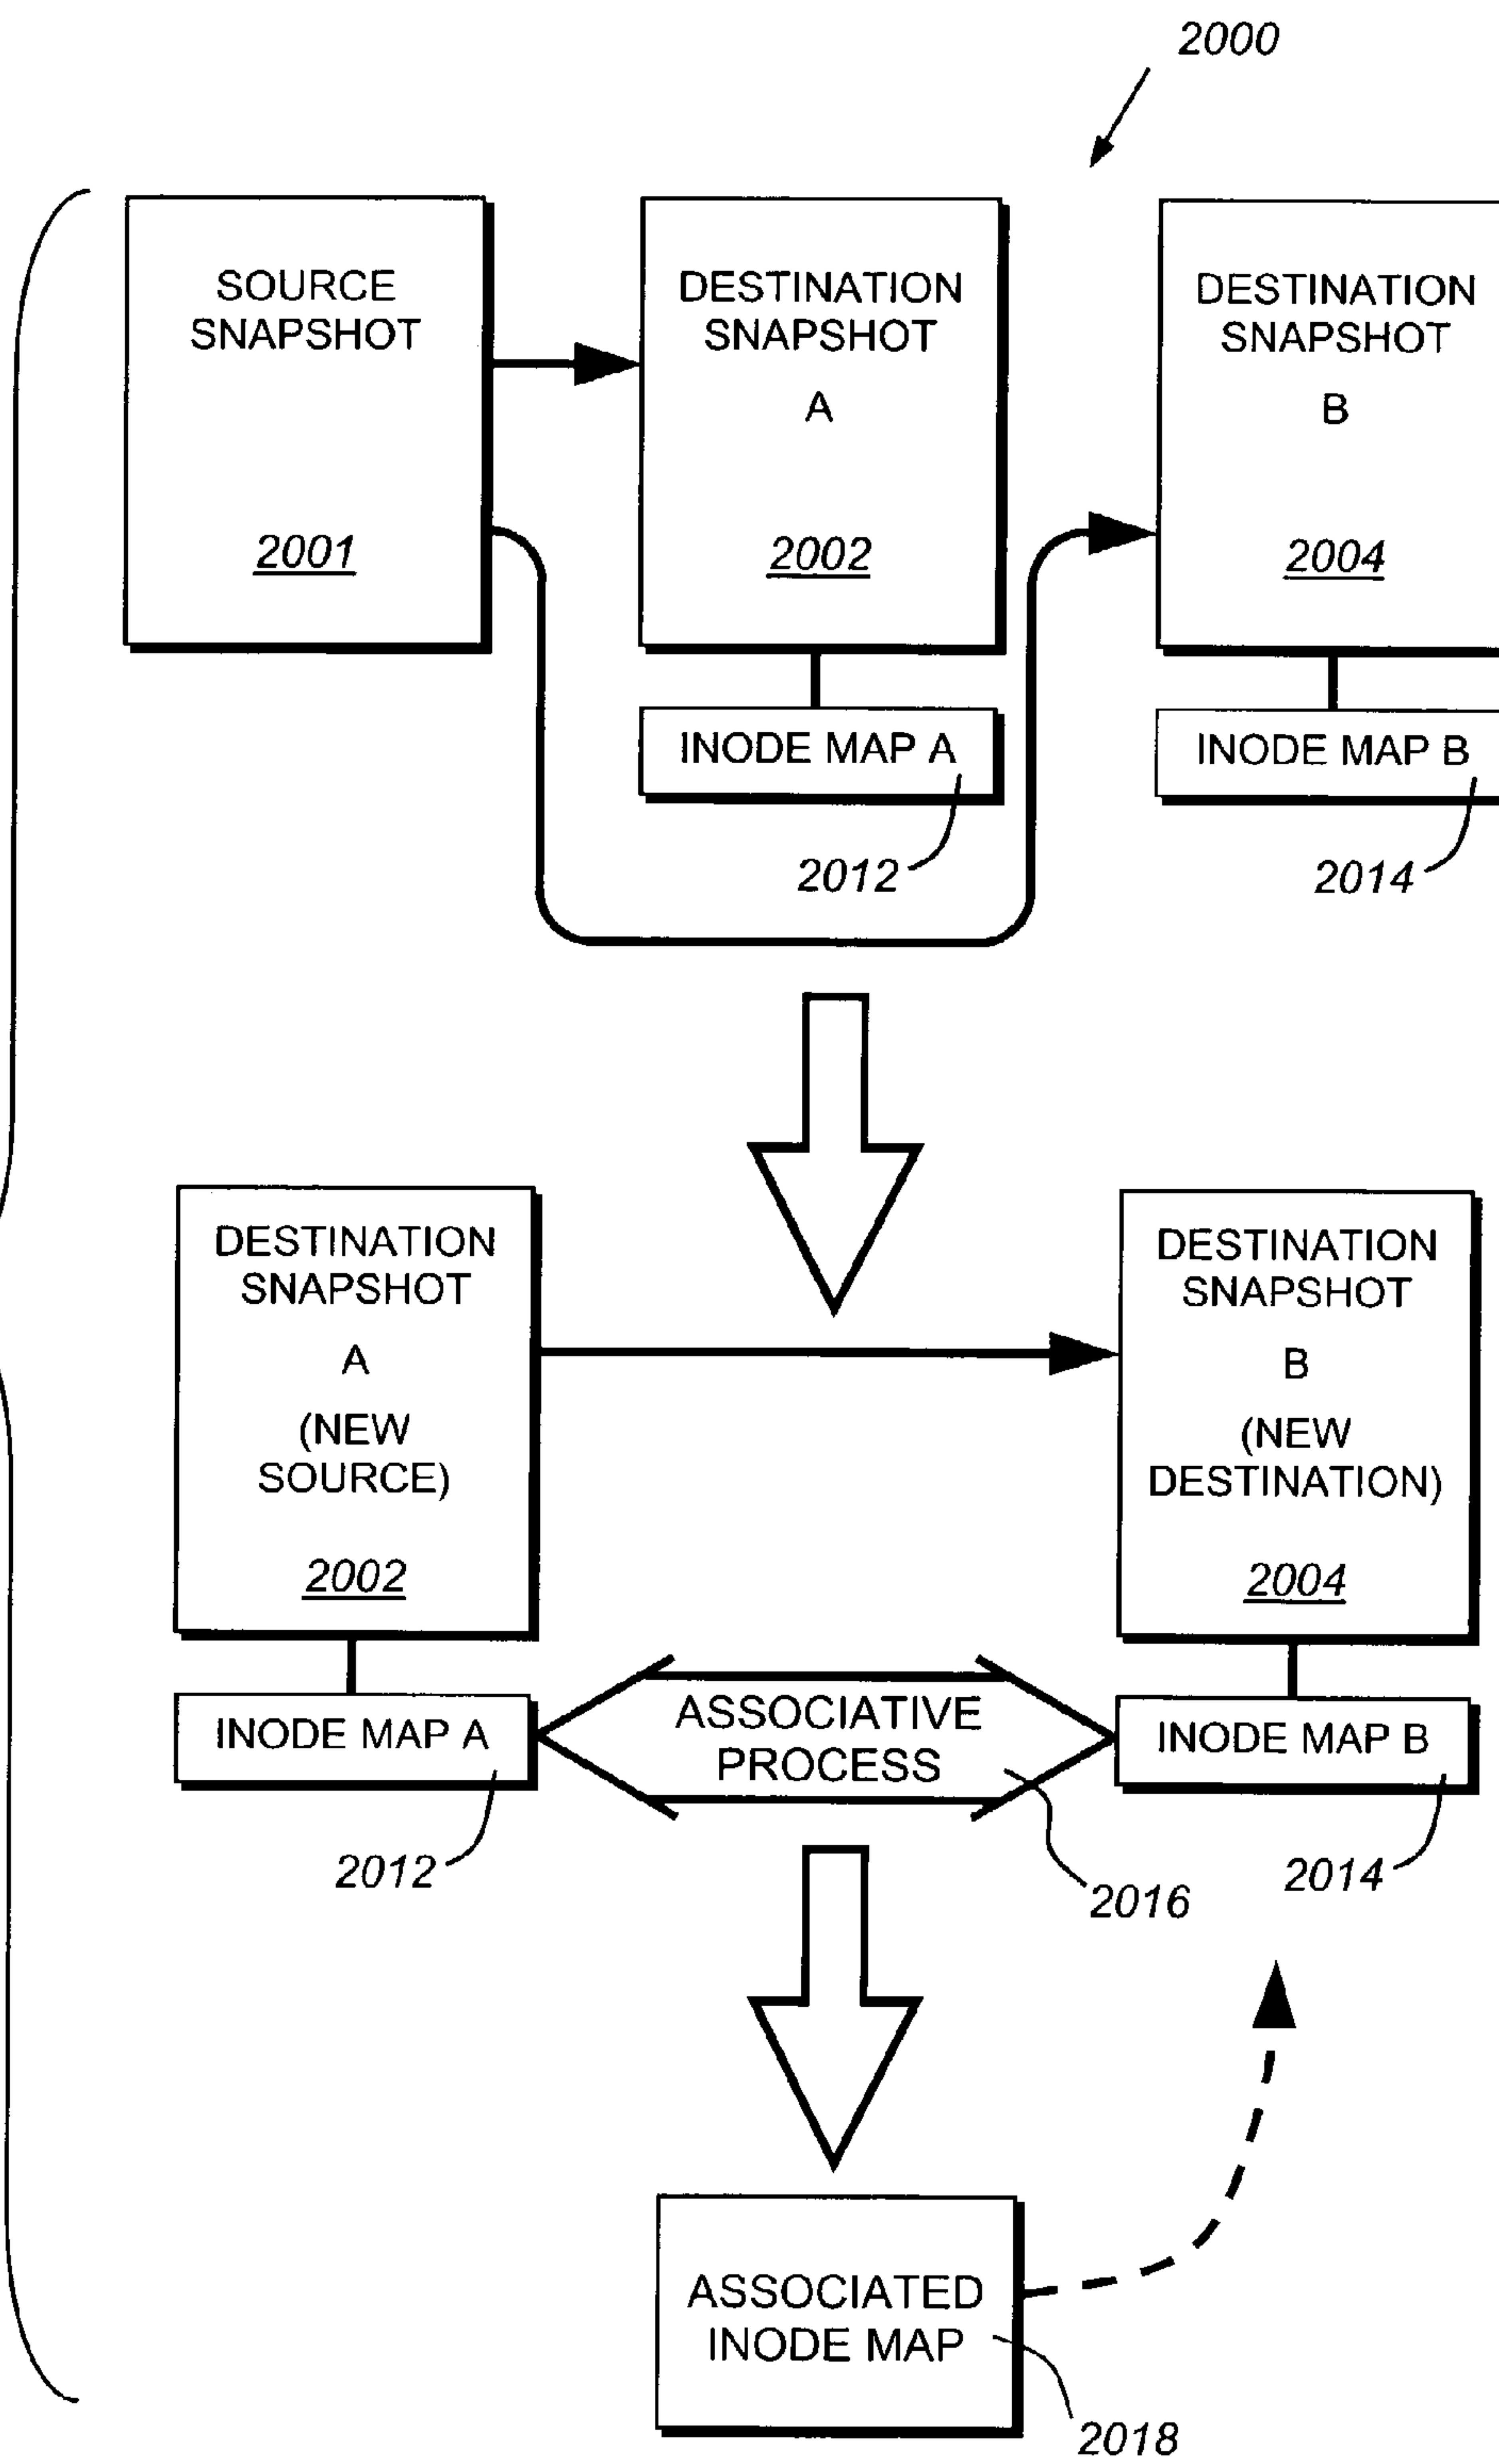 2000
SOURCE
SNAPSHOT
2001
DESTINATION
SNAPSHOT
A
2002
DESTINATION
SNAPSHOT
B
2004
INODE MAP A
2012
INODE MAP B
2014
DESTINATION
SNAPSHOT
A
(NEW
SOURCE)
2002
DESTINATION
SNAPSHOT
B
(NEW
DESTINATION)
2004
INODE MAP A
2012
ASSOCIATIVE
PROCESS
2016
INODE MAP B
2014
ASSOCIATED
INODE MAP
2018